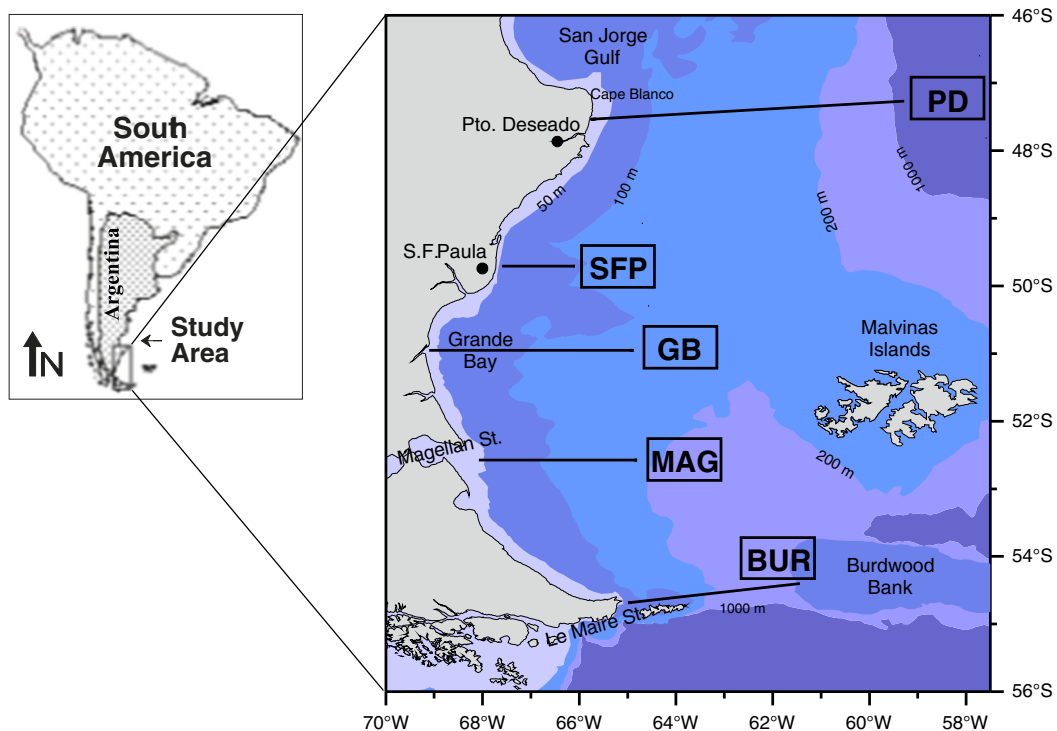 South
America
Argentina
Study
Area
N
San Jorge
Gulf
Cape Blanco
PD
Pto. Deseado
50 m
100 m
200 m
1000 m
S.F.Paula
SFP
Grande
Bay
GB
Malvinas
Islands
Magellan St.
MAG
200 m
BUR
Burdwood
Bank
Le Maire St.
1000 m
46°S
48°S
50°S
52°S
54°S
56°S
70°W
68°W
66°W
64°W
62°W
60°W
58°W